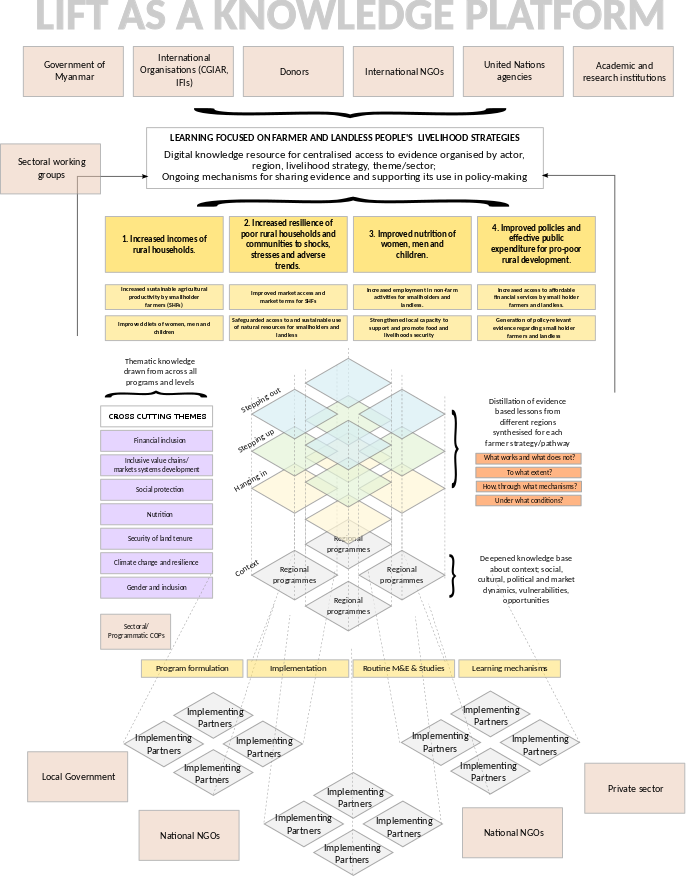 LIFT AS A KNOWLEDGE PLATFORM
Government of
Myanmar
International
Organisations (CGIAR,
IFIs)
Donors
International NGOs
United Nations
agencies
Academic and
research institutions
Sectoral working
groups
LEARNING FOCUSED ON FARMER AND LANDLESS PEOPLE'S LIVELIHOOD STRATEGIES
Digital knowledge resource for centralised access to evidence organised by actor,
region, livelihood strategy, theme/sector;
Ongoing mechanisms for sharing evidence and supporting its use in policy-making
1. Increased incomes of
rural households.
2. Increased resilience of
poor rural households and
communities to shocks,
stresses and adverse
trends.
3. Improved nutrition of
women, men and
children.
4. Improved policies and
effective public
expenditure for pro-poor
rural development.
Increased sustainable agricultural
productivity by smallholder
farmers (SHFs)
Improved market access and
market terms for SHFs
Increased employment in non-farm
activities for smallholders and
landless.
Increased access to affordable
financial services by small holder
farmers and landless.
Improved diets of women, men and
children
Safeguarded access to and sustainable use
of natural resources for smallholders and
landless
Strengthened local capacity to
support and promote food and
livelihoods security
Generation of policy-relevant
evidence regarding small holder
farmers and landless
Thematic knowledge
drawn from across all
programs and levels
CROSS CUTTING THEMES
Financial inclusion
Inclusive value chains/
markets systems development
Social protection
Nutrition
Security of land tenure
Climate change and resilience
Gender and inclusion
Sectoral/
Programmatic COPs
Stepping out
Stepping up
Hanging in
Context
Regional
programmes
Regional
programmes
Regional
programmes
Regional
programmes
Distillation of evidence
based lessons from
different regions
synthesised for each
farmer strategy/pathway
What works and what does not?
To what extent?
How, through what mechanisms?
Under what conditions?
Deepened knowledge base
about context; social,
cultural, political and market
dynamics, vulnerabilities,
opportunities
Program formulation
Implementation
Routine M&E & Studies
Learning mechanisms
Implementing
Partners
Implementing
Partners
Implementing
Partners
Implementing
Partners
Implementing
Partners
Implementing
Partners
Implementing
Partners
Implementing
Partners
Implementing
Partners
Implementing
Partners
Implementing
Partners
Implementing
Partners
Local Government
National NGOs
National NGOs
Private sector